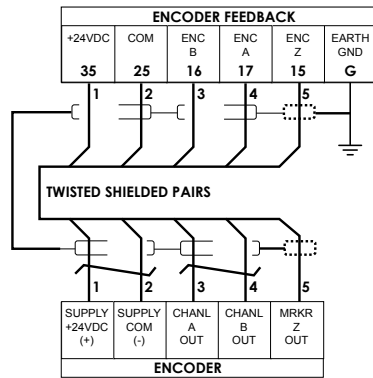 ENCODER FEEDBACK
+24VDC COM ENC ENC ENC EARTH
B A Z GND
35 25 16 17 15 G
1 2 3 4 5
TWISTED SHIELDED PAIRS
1 2 3 4 5
SUPPLY SUPPLY CHANL CHANL MRKR
+24VDC COM A B Z
(+) (-) OUT OUT OUT
ENCODER